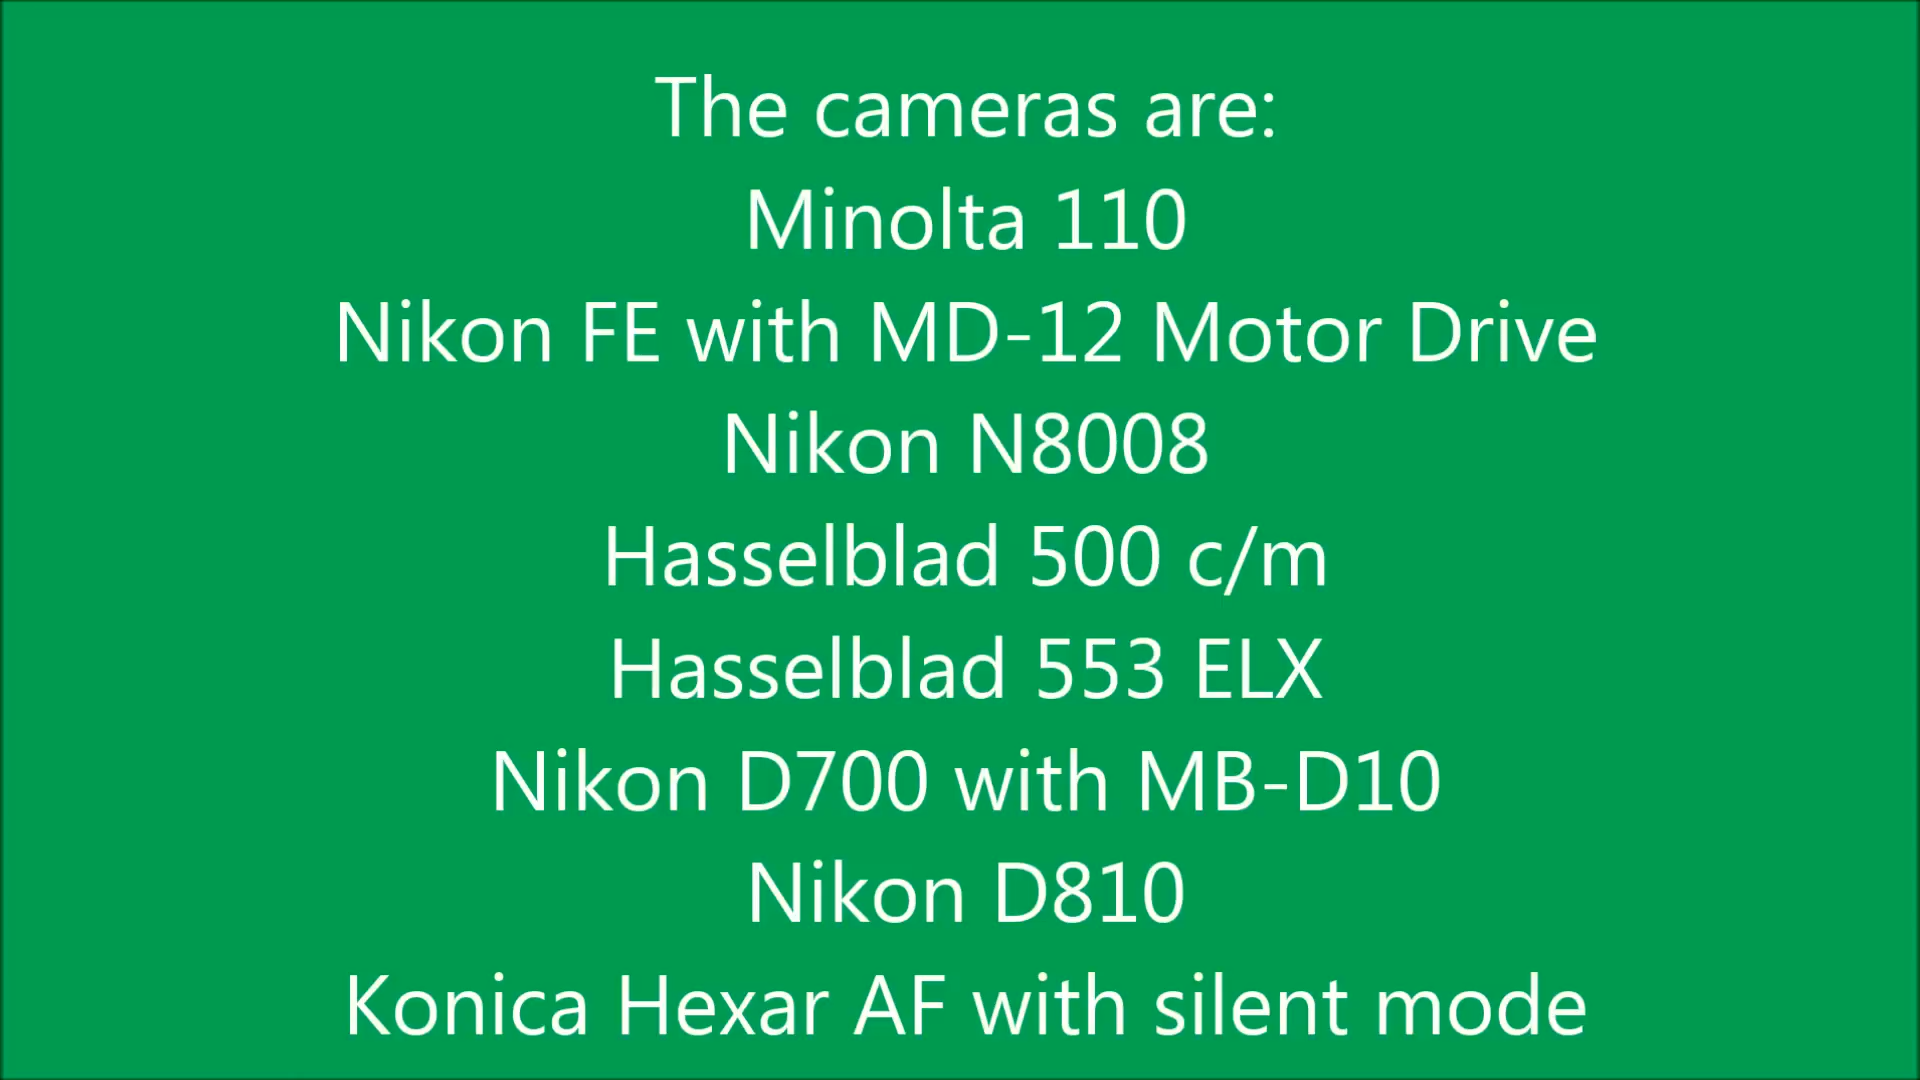 The cameras are:
Minolta 110
Nikon FE with MD-12 Motor Drive
Nikon N8008
Hasselblad 500 c/m
Hasselblad 553 ELX
Nikon D700 with MB-D10
Nikon D810
Konica Hexar AF with silent mode